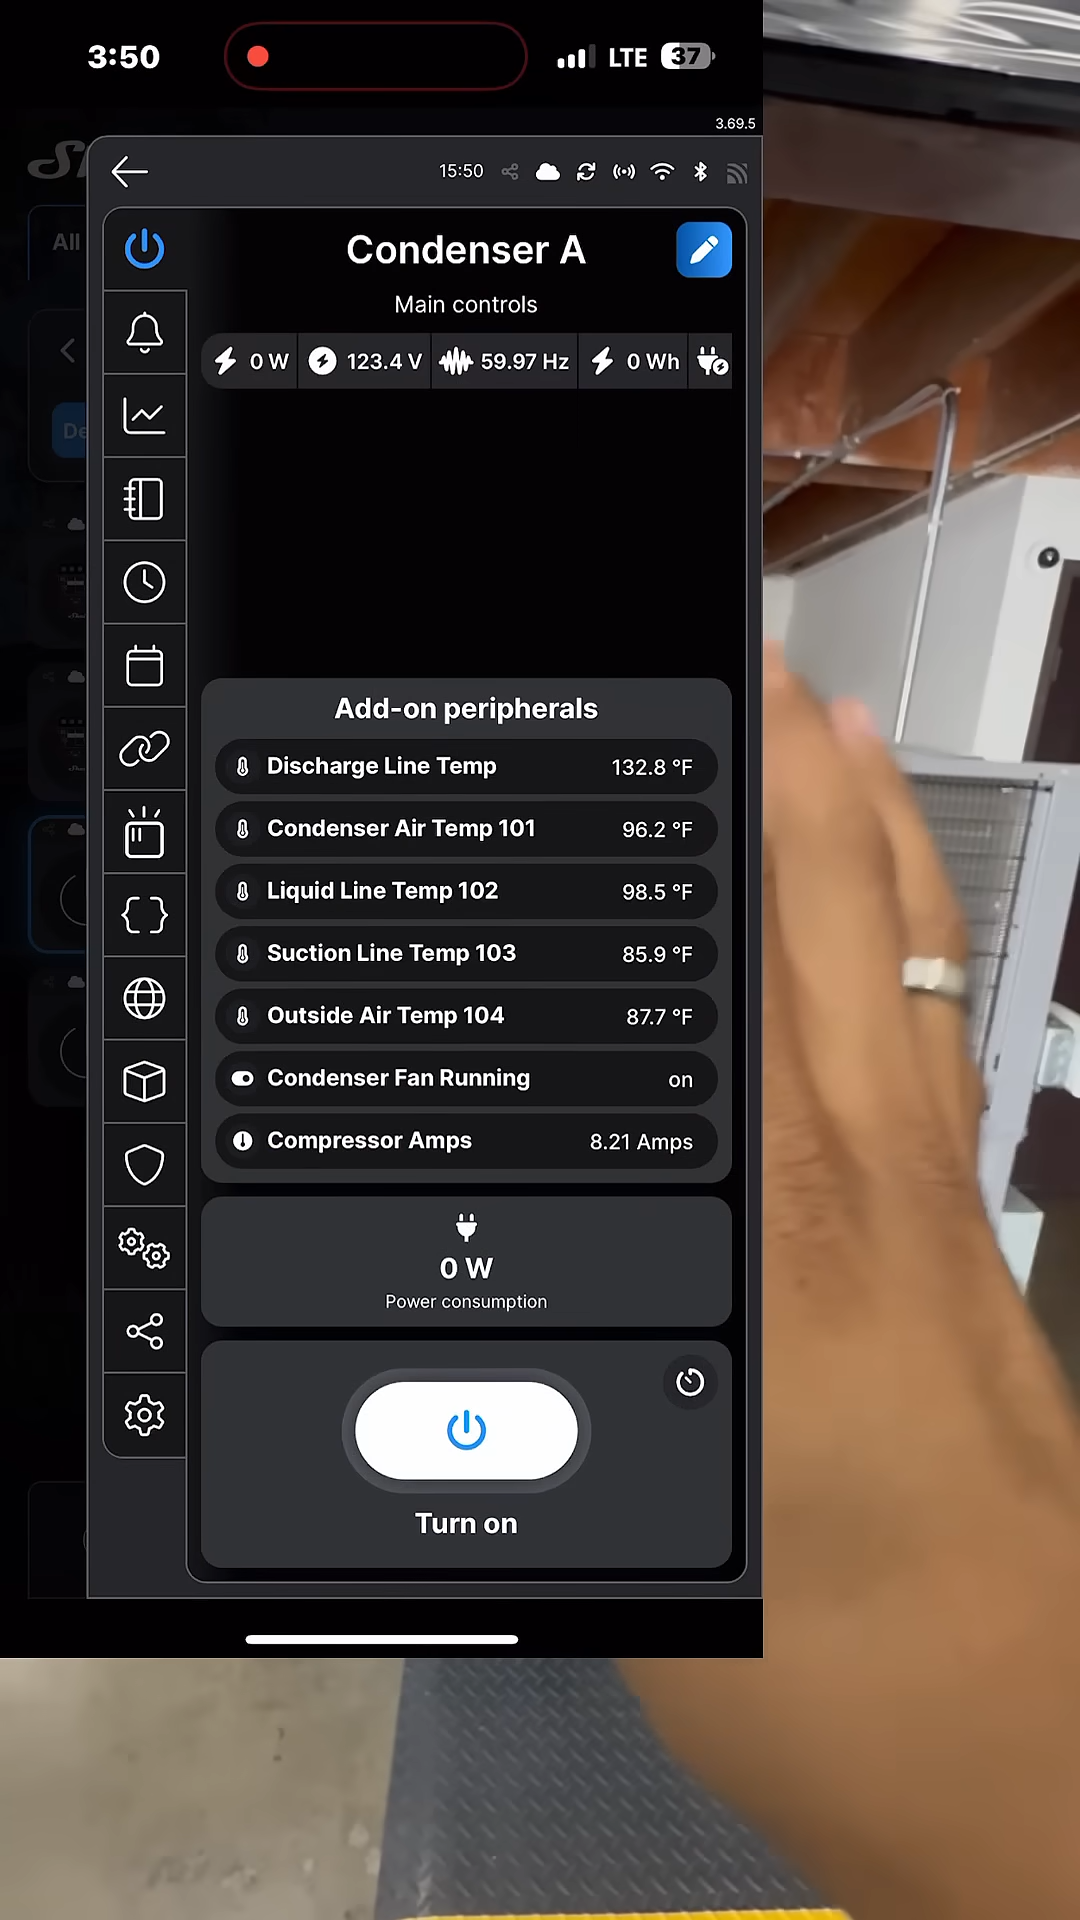 3:50
LTE
37
3.69.5
15:50
All
Condenser A
Main controls
0 W
123.4 V
59.97 Hz
0 Wh
De
Add-on peripherals
Discharge Line Temp
132.8 °F
Condenser Air Temp 101
96.2 °F
Liquid Line Temp 102
98.5 °F
Suction Line Temp 103
85.9 °F
Outside Air Temp 104
87.7 °F
Condenser Fan Running
on
Compressor Amps
8.21 Amps
0 W
Power consumption
Turn on